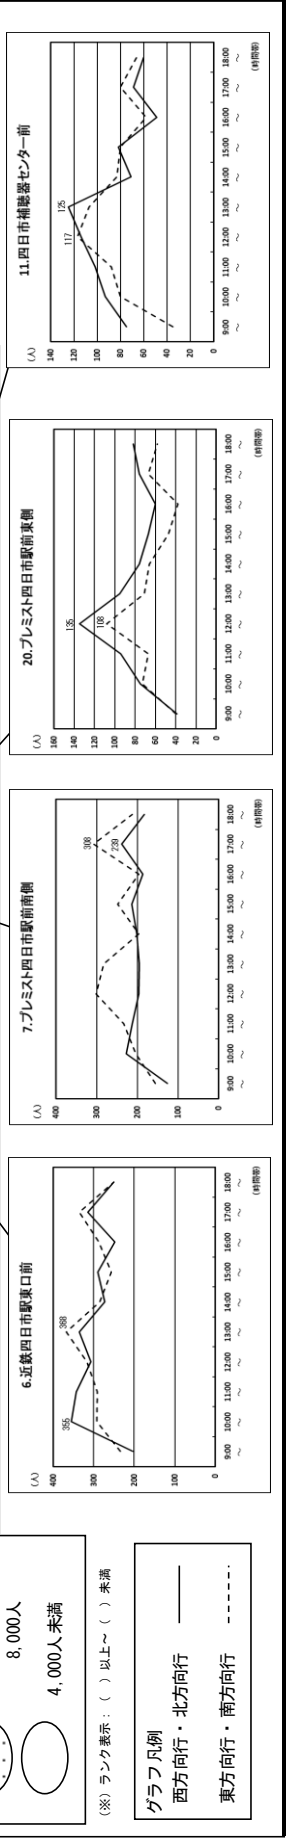 8,000人
4,000人未満
(※) ランク表示：( ) 以上～( ) 未満
グラフ凡例
西方向行・北方向行
東方向行・南方向行
6.近鉄四日市駅東口前
(人)
400
300
200
100
0
355
368
9:00 10:00 11:00 12:00 13:00 14:00 15:00 16:00 17:00 18:00
～ ～ ～ ～ ～ ～ ～ ～ ～ ～
(時間帯)
7.プレミスト四日市駅前南側
(人)
400
300
200
100
0
308
239
9:00 10:00 11:00 12:00 13:00 14:00 15:00 16:00 17:00 18:00
～ ～ ～ ～ ～ ～ ～ ～ ～ ～
(時間帯)
20.プレミスト四日市駅前東側
(人)
160
140
120
100
80
60
40
20
0
135
108
9:00 10:00 11:00 12:00 13:00 14:00 15:00 16:00 17:00 18:00
～ ～ ～ ～ ～ ～ ～ ～ ～ ～
(時間帯)
11.四日市補聴器センター前
(人)
140
120
100
80
60
40
20
0
117
125
9:00 10:00 11:00 12:00 13:00 14:00 15:00 16:00 17:00 18:00
～ ～ ～ ～ ～ ～ ～ ～ ～ ～
(時間帯)